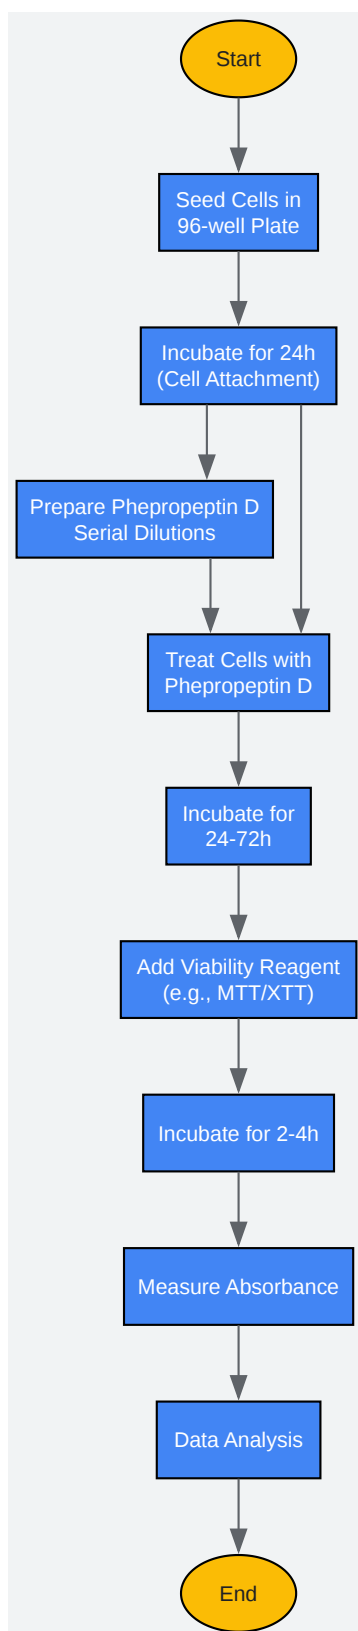 Start
Seed Cells in
96-well Plate
Incubate for 24h
(Cell Attachment)
Prepare Phepropeptin D
Serial Dilutions
Treat Cells with
Phepropeptin D
Incubate for
24-72h
Add Viability Reagent
(e.g., MTT/XTT)
Incubate for 2-4h
Measure Absorbance
Data Analysis
End